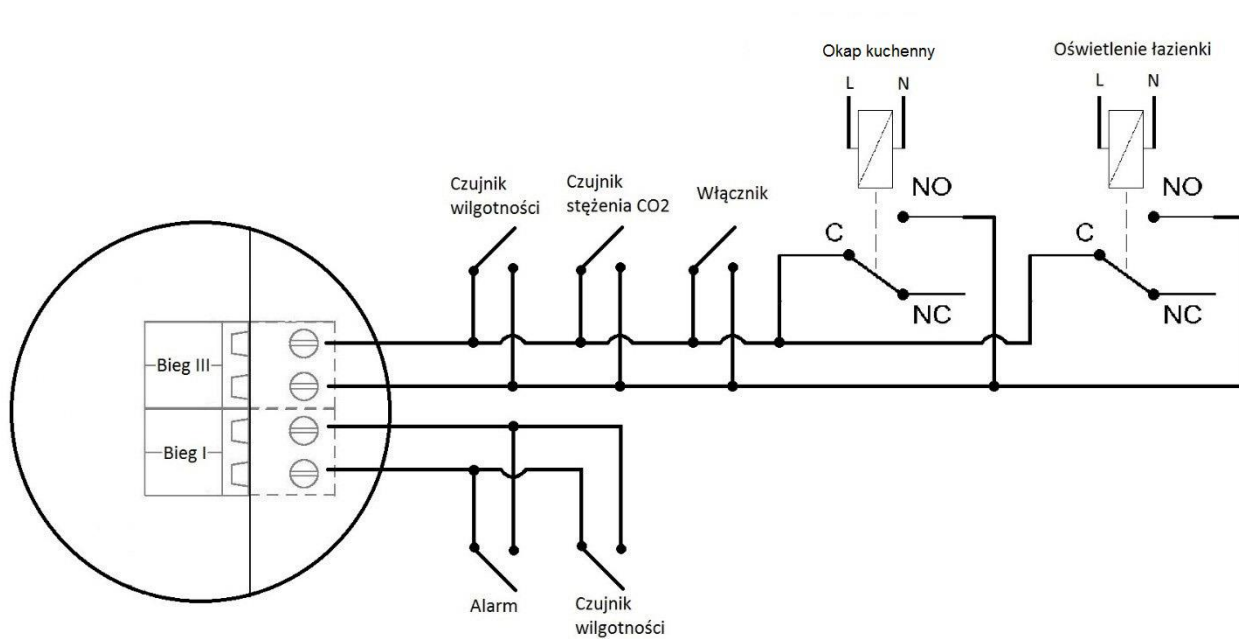 Okap kuchenny
Oświetlenie łazienki
L
N
L
N
Czujnik
wilgotności
Czujnik
stężenia CO2
Włącznik
NO
C
NC
NO
C
NC
Bieg III
Bieg I
Alarm
Czujnik
wilgotności